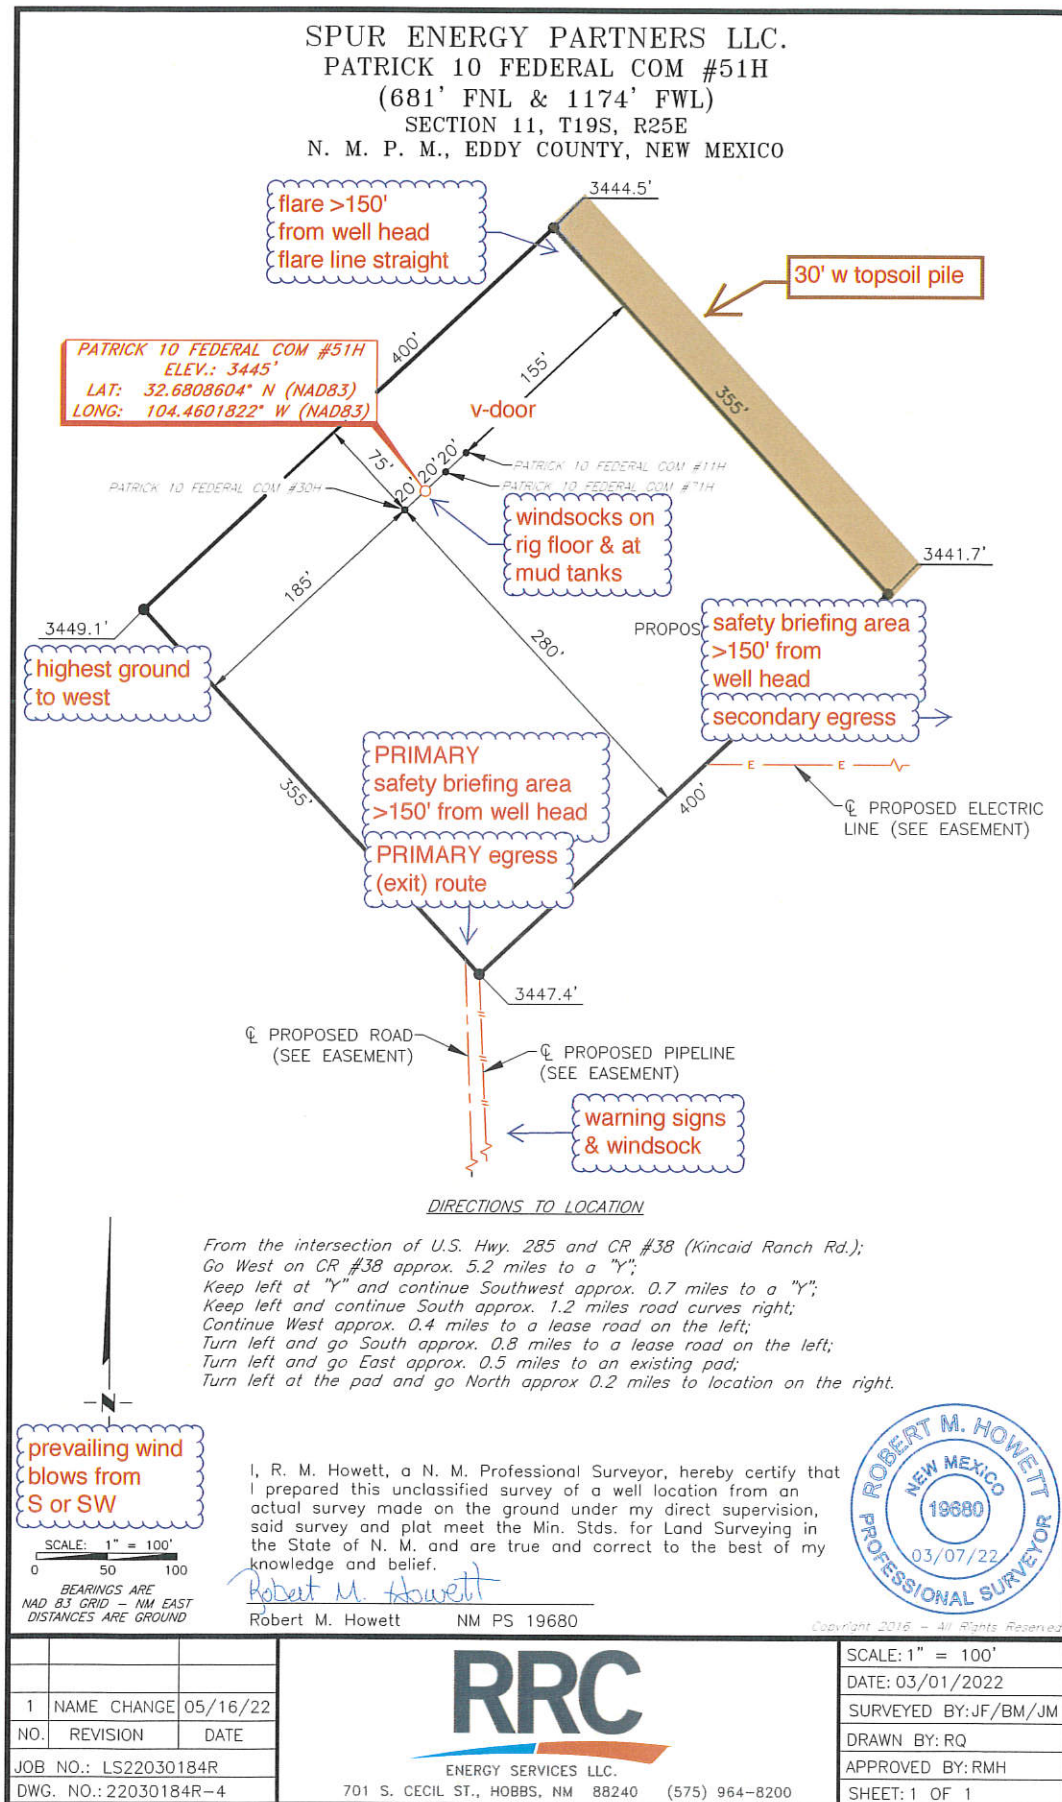 SPUR ENERGY PARTNERS LLC.
PATRICK 10 FEDERAL COM #51H
(681' FNL & 1174' FWL)
SECTION 11, T19S, R25E
N. M. P. M., EDDY COUNTY, NEW MEXICO
3444.5'
flare >150'
from well head
flare line straight
30' w topsoil pile
400'
155'
355'
PATRICK 10 FEDERAL COM #51H
ELEV.: 3445'
LAT: 32.6808604° N (NAD83)
LONG: 104.4601822° W (NAD83)
v-door
75'
20'
20'
20'
PATRICK 10 FEDERAL COM #11H
PATRICK 10 FEDERAL COM #71H
PATRICK 10 FEDERAL COM #30H
windsocks on
rig floor & at
mud tanks
3441.7'
185'
3449.1'
280'
PROPOS
safety briefing area
>150' from
well head
highest ground
to west
secondary egress
PRIMARY
safety briefing area
>150' from well head
E E
355'
400'
℄ PROPOSED ELECTRIC
LINE (SEE EASEMENT)
PRIMARY egress
(exit) route
3447.4'
℄ PROPOSED ROAD
(SEE EASEMENT)
℄ PROPOSED PIPELINE
(SEE EASEMENT)
warning signs
& windsock
DIRECTIONS TO LOCATION
From the intersection of U.S. Hwy. 285 and CR #38 (Kincaid Ranch Rd.);
Go West on CR #38 approx. 5.2 miles to a "Y";
Keep left at "Y" and continue Southwest approx. 0.7 miles to a "Y";
Keep left and continue South approx. 1.2 miles road curves right;
Continue West approx. 0.4 miles to a lease road on the left;
Turn left and go South approx. 0.8 miles to a lease road on the left;
Turn left and go East approx. 0.5 miles to an existing pad;
Turn left at the pad and go North approx 0.2 miles to location on the right.
N
prevailing wind
blows from
S or SW
SCALE: 1" = 100'
0 50 100
BEARINGS ARE
NAD 83 GRID – NM EAST
DISTANCES ARE GROUND
I, R. M. Howett, a N. M. Professional Surveyor, hereby certify that
I prepared this unclassified survey of a well location from an
actual survey made on the ground under my direct supervision,
said survey and plat meet the Min. Stds. for Land Surveying in
the State of N. M. and are true and correct to the best of my
knowledge and belief.
Robert M. Howett
Robert M. Howett NM PS 19680
ROBERT M. HOWETT
NEW MEXICO
19680
03/07/22
PROFESSIONAL SURVEYOR
Copyright 2016 – All Rights Reserved
1 NAME CHANGE 05/16/22
NO. REVISION DATE
JOB NO.: LS22030184R
DWG. NO.: 22030184R-4
RRC
ENERGY SERVICES LLC.
701 S. CECIL ST., HOBBS, NM 88240 (575) 964-8200
SCALE: 1" = 100'
DATE: 03/01/2022
SURVEYED BY: JF/BM/JM
DRAWN BY: RQ
APPROVED BY: RMH
SHEET: 1 OF 1